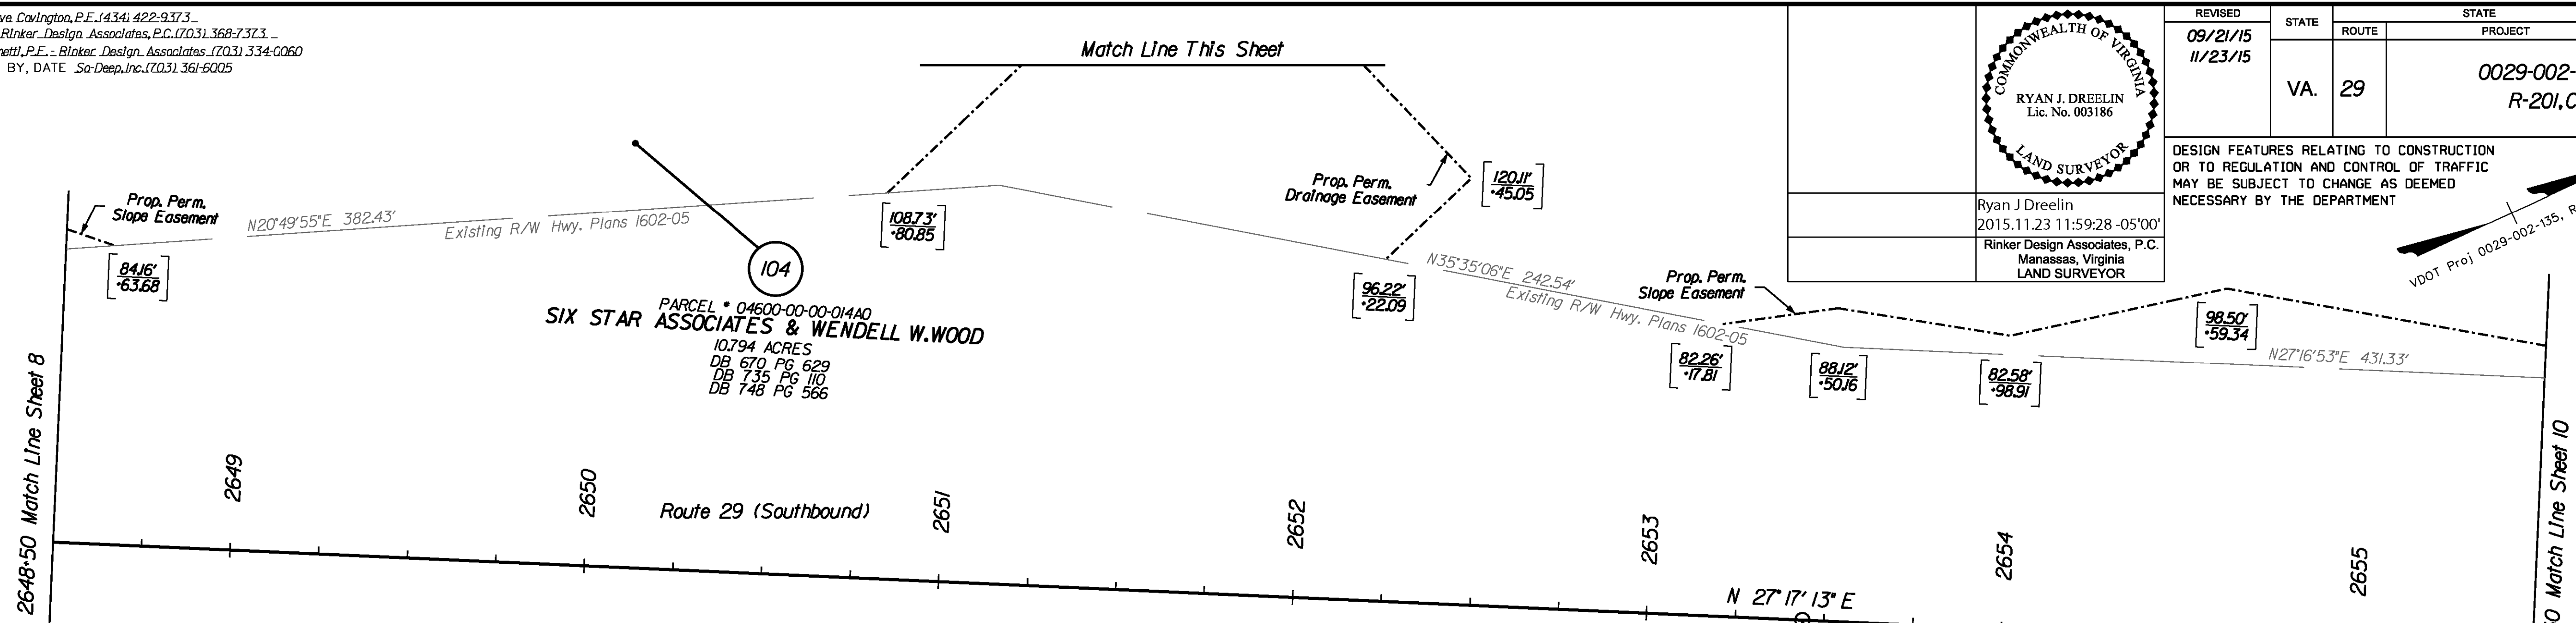 Covington, P.E. (434) 422-9373
Rinker Design Associates, P.C. (703) 368-7373
P.E. - Rinker Design Associates (703) 334-0060
BY, DATE So-Deep, Inc. (703) 361-6005
Match Line This Sheet
COMMONWEALTH OF VIRGINIA
RYAN J. DREELIN
Lic. No. 003186
LAND SURVEYOR
Ryan J Dreelin
2015.11.23 11:59:28 -05'00'
Rinker Design Associates, P.C.
Manassas, Virginia
LAND SURVEYOR
REVISED
09/21/15
11/23/15
STATE
VA.
STATE
ROUTE
29
PROJECT
0029-002-
R-201, C
DESIGN FEATURES RELATING TO CONSTRUCTION
OR TO REGULATION AND CONTROL OF TRAFFIC
MAY BE SUBJECT TO CHANGE AS DEEMED
NECESSARY BY THE DEPARTMENT
VDOT Proj 0029-002-135, R
Prop. Perm.
Slope Easement
N20°49'55"E 382.43'
Existing R/W Hwy. Plans 1602-05
84.16'
+63.68
108.73'
+80.85
104
PARCEL # 04600-00-00-014A0
SIX STAR ASSOCIATES & WENDELL W.WOOD
10.794 ACRES
DB 670 PG 629
DB 735 PG 110
DB 748 PG 566
Prop. Perm.
Drainage Easement
120.11'
+45.05
96.22'
+22.09
N35°35'06"E 242.54'
Existing R/W Hwy. Plans 1602-05
Prop. Perm.
Slope Easement
82.26'
+17.81
88.12'
+50.16
82.58'
+98.91
98.50'
+59.34
N27°16'53"E 431.33'
2648+50 Match Line Sheet 8
2649
2650
Route 29 (Southbound)
2651
2652
2653
2654
2655
N 27° 17' 13" E
0 Match Line Sheet 10